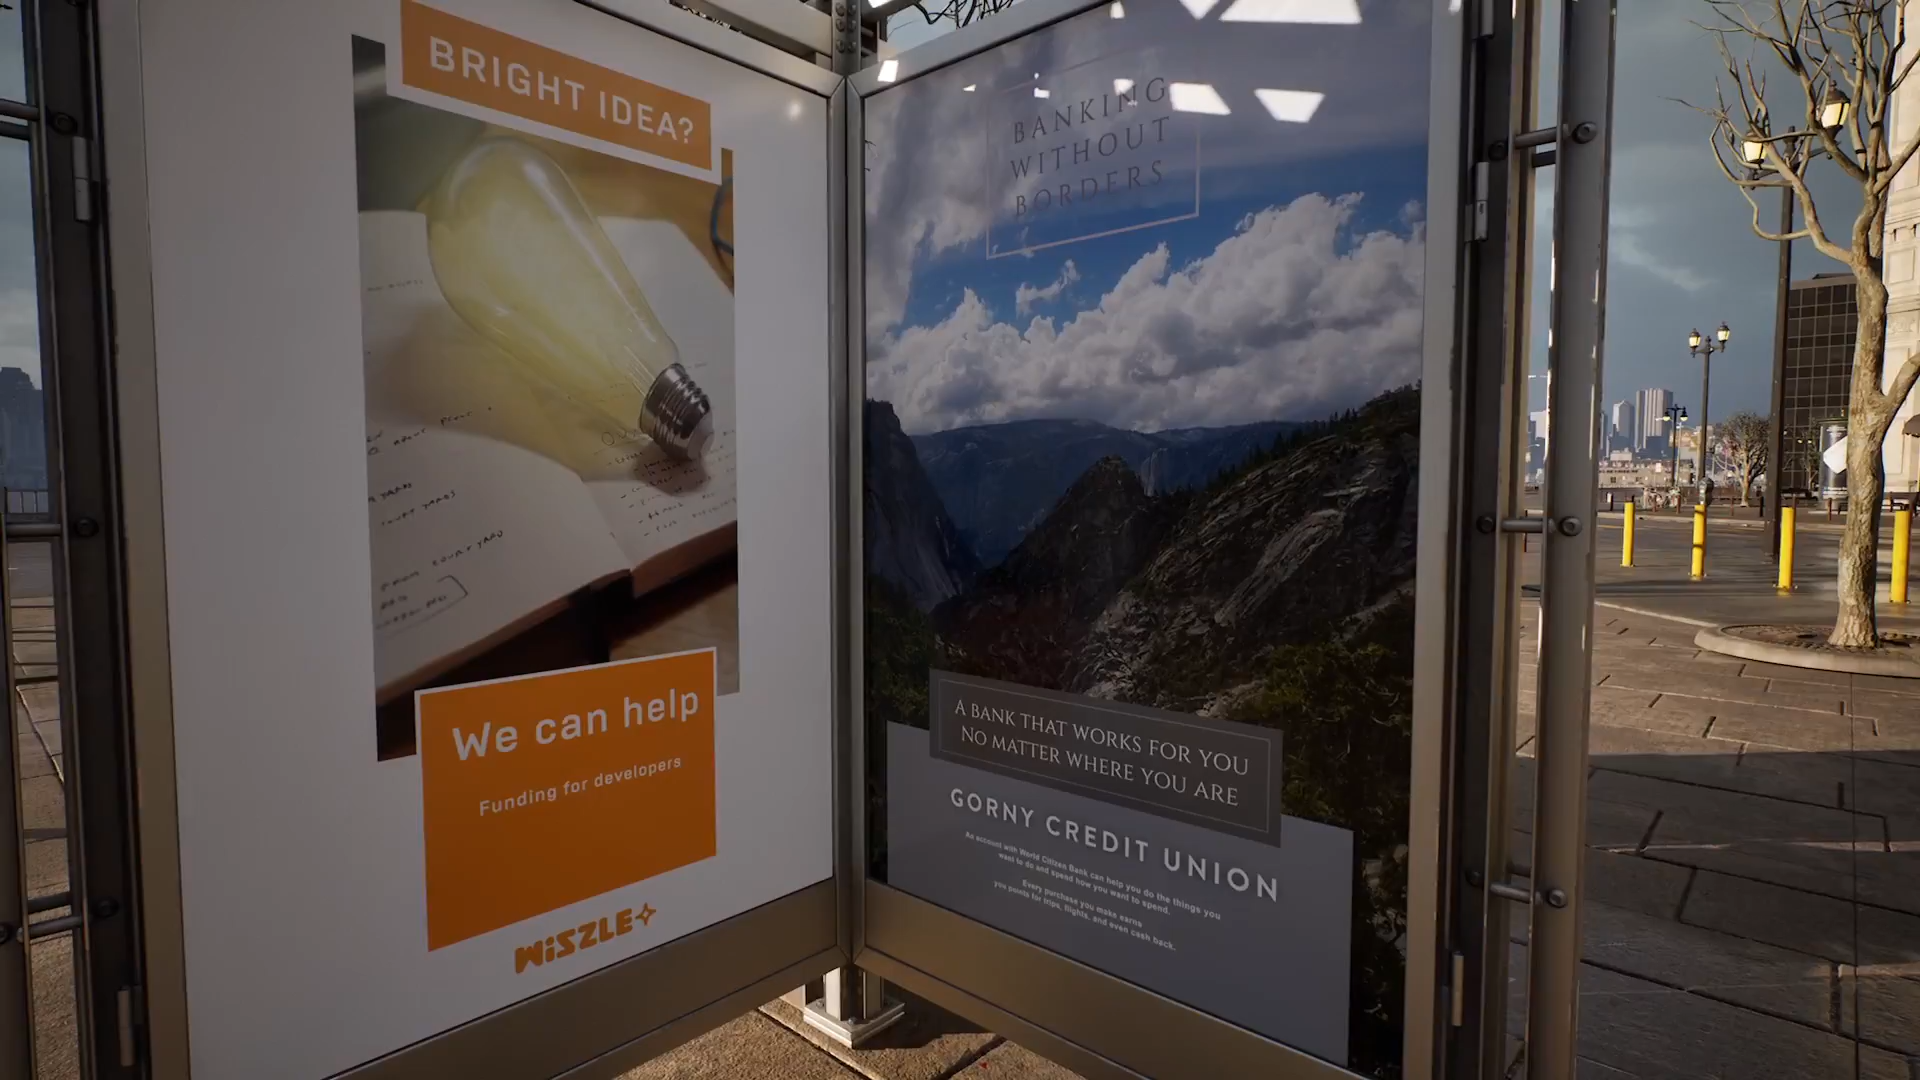 BRIGHT IDEA?
We can help
Funding for developers
WiSZLE
BANKING
WITHOUT
BORDERS
A BANK THAT WORKS FOR YOU
NO MATTER WHERE YOU ARE
GORNY CREDIT UNION
An account with World Citizen Bank can help you do the things you
want to do and spend how you want to spend.
Every purchase you make earns
you points for trips, flights, and even cash back.